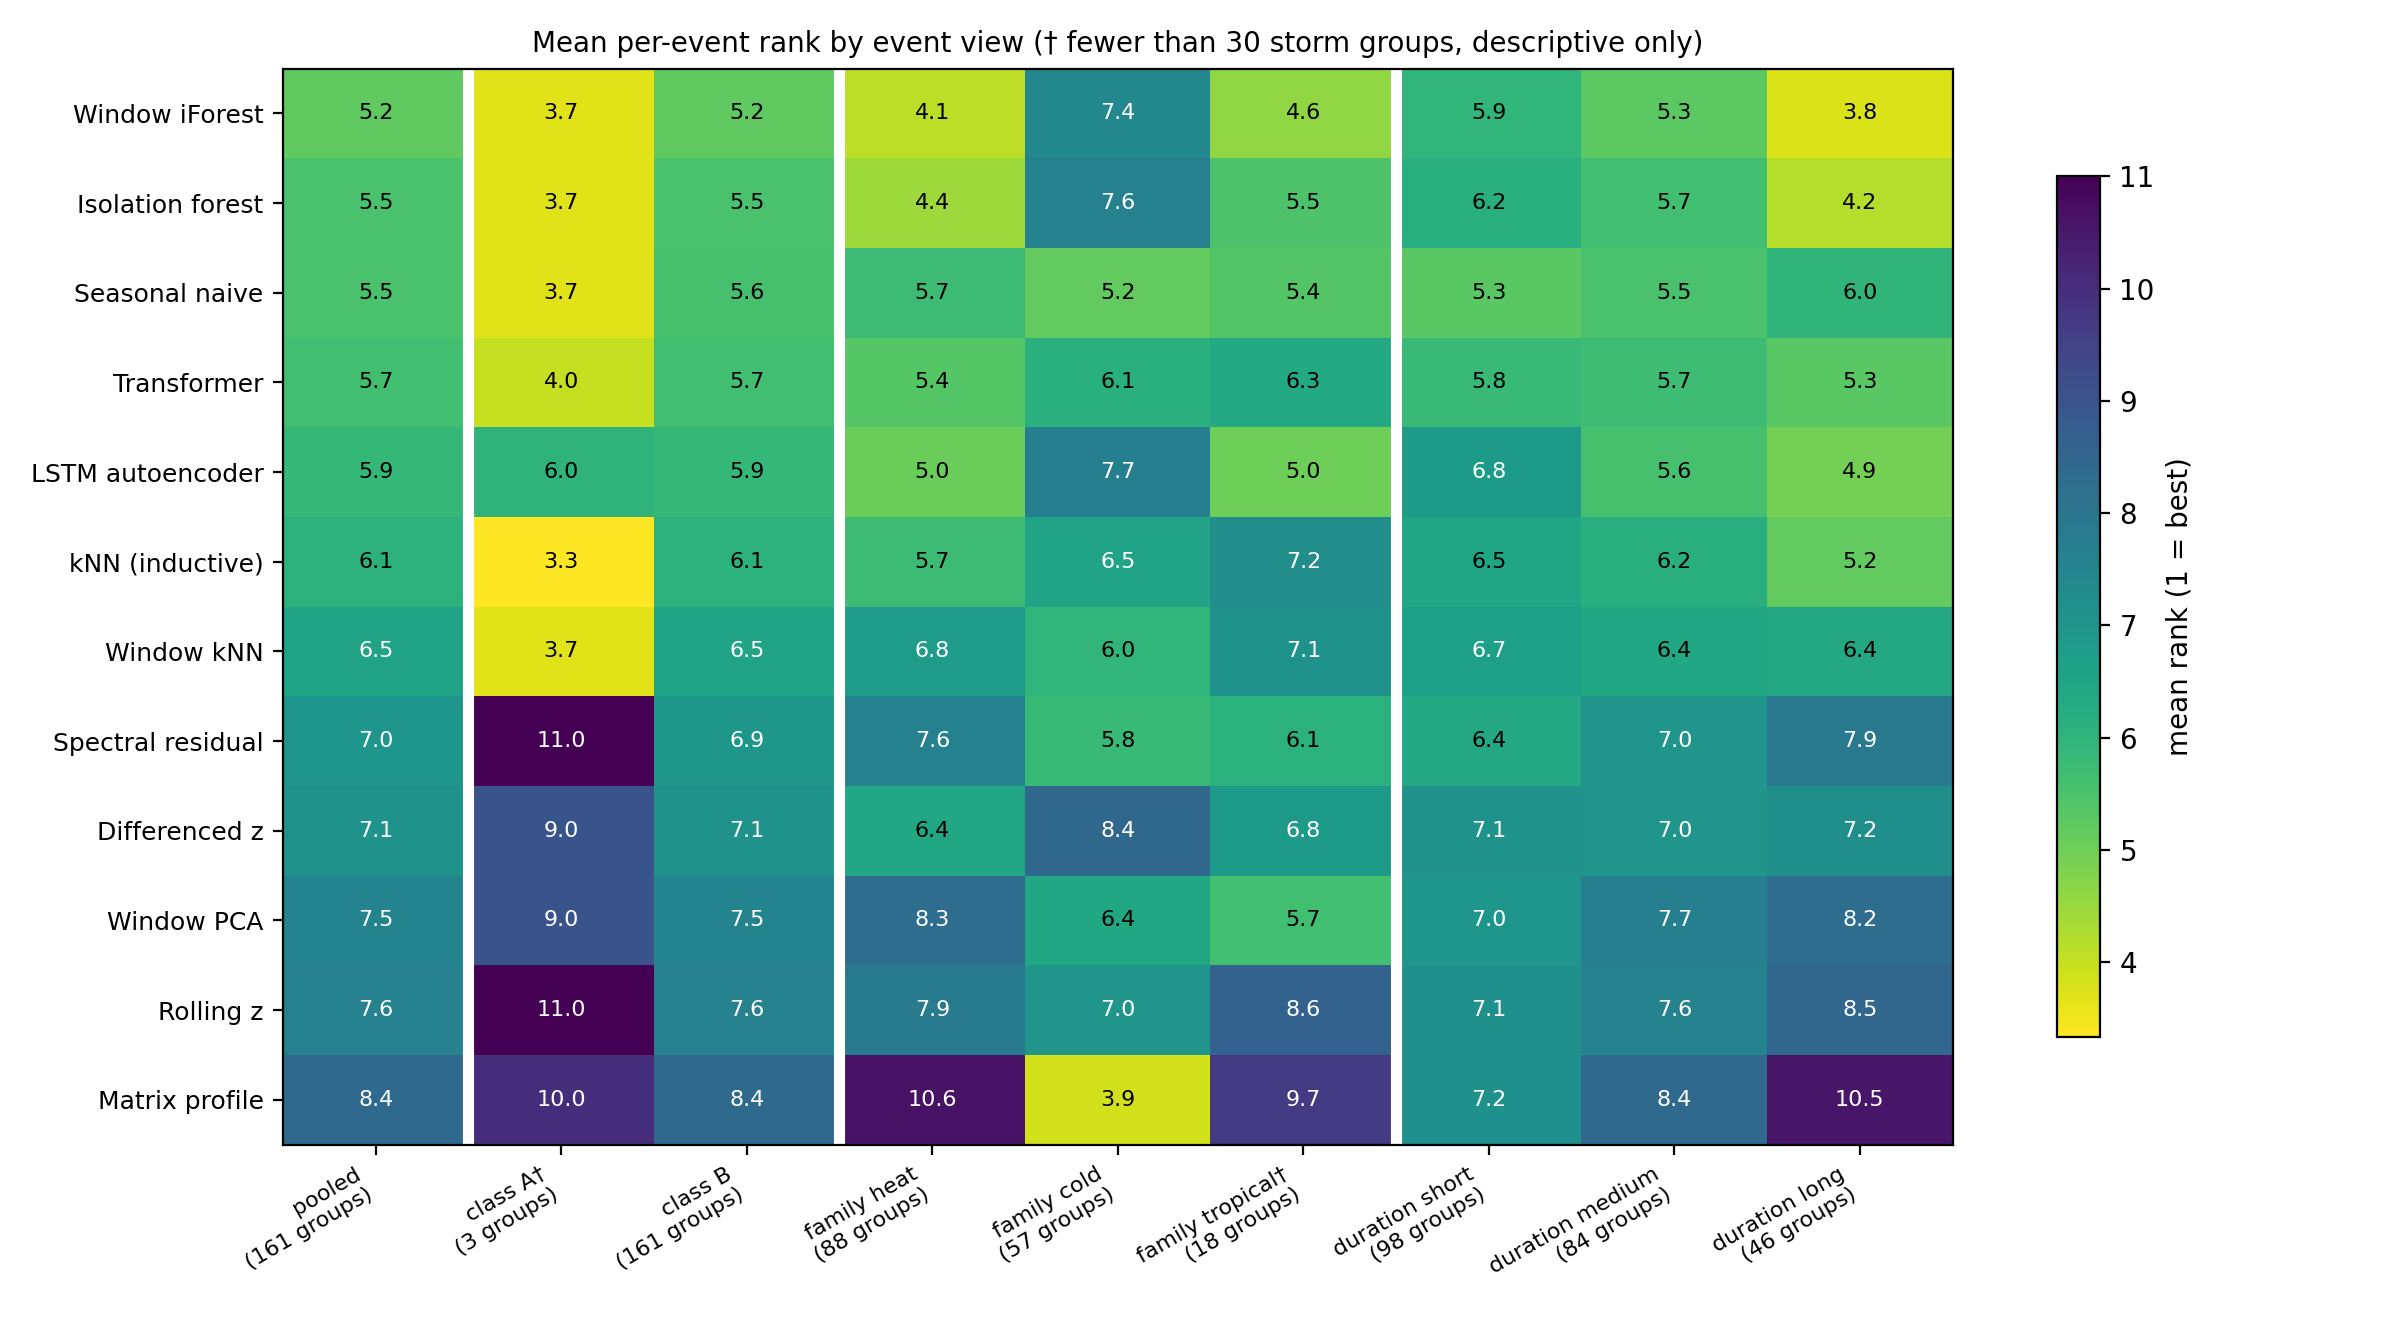 Mean per-event rank by event view († fewer than 30 storm groups, descriptive only)
Window iForest 5.2 3.7 5.2 4.1 7.4 4.6 5.9 5.3 3.8
Isolation forest 5.5 3.7 5.5 4.4 7.6 5.5 6.2 5.7 4.2
Seasonal naive 5.5 3.7 5.6 5.7 5.2 5.4 5.3 5.5 6.0
Transformer 5.7 4.0 5.7 5.4 6.1 6.3 5.8 5.7 5.3
LSTM autoencoder 5.9 6.0 5.9 5.0 7.7 5.0 6.8 5.6 4.9
kNN (inductive) 6.1 3.3 6.1 5.7 6.5 7.2 6.5 6.2 5.2
Window kNN 6.5 3.7 6.5 6.8 6.0 7.1 6.7 6.4 6.4
Spectral residual 7.0 11.0 6.9 7.6 5.8 6.1 6.4 7.0 7.9
Differenced z 7.1 9.0 7.1 6.4 8.4 6.8 7.1 7.0 7.2
Window PCA 7.5 9.0 7.5 8.3 6.4 5.7 7.0 7.7 8.2
Rolling z 7.6 11.0 7.6 7.9 7.0 8.6 7.1 7.6 8.5
Matrix profile 8.4 10.0 8.4 10.6 3.9 9.7 7.2 8.4 10.5
pooled
(161 groups)
class A†
(3 groups)
class B
(161 groups)
family heat
(88 groups)
family cold
(57 groups)
family tropical†
(18 groups)
duration short
(98 groups)
duration medium
(84 groups)
duration long
(46 groups)
11
10
9
8
7
6
5
4
mean rank (1 = best)